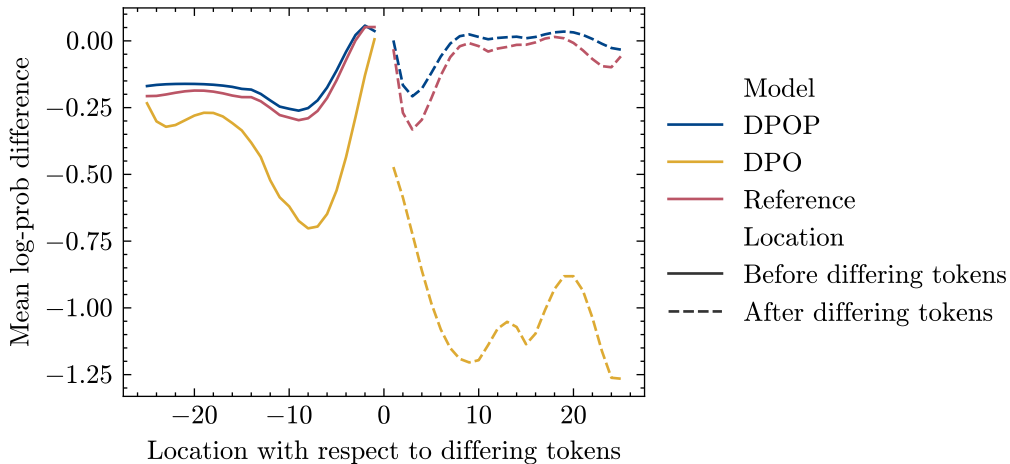 0.00
−0.25
−0.50
−0.75
−1.00
−1.25
Mean log-prob difference
−20
−10
0
10
20
Location with respect to differing tokens
Model
DPOP
DPO
Reference
Location
Before differing tokens
After differing tokens